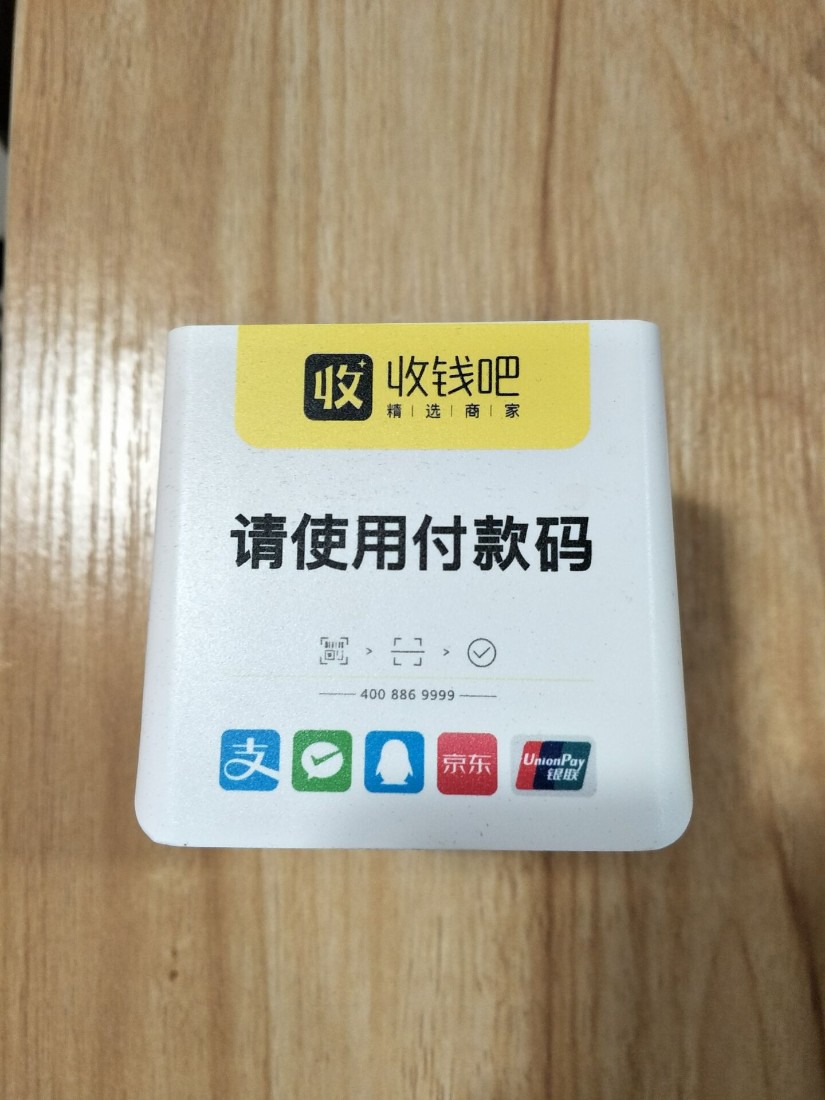 收 收钱吧
精|选|商|家
请使用付款码
400 886 9999
支 京东 UnionPay
银联